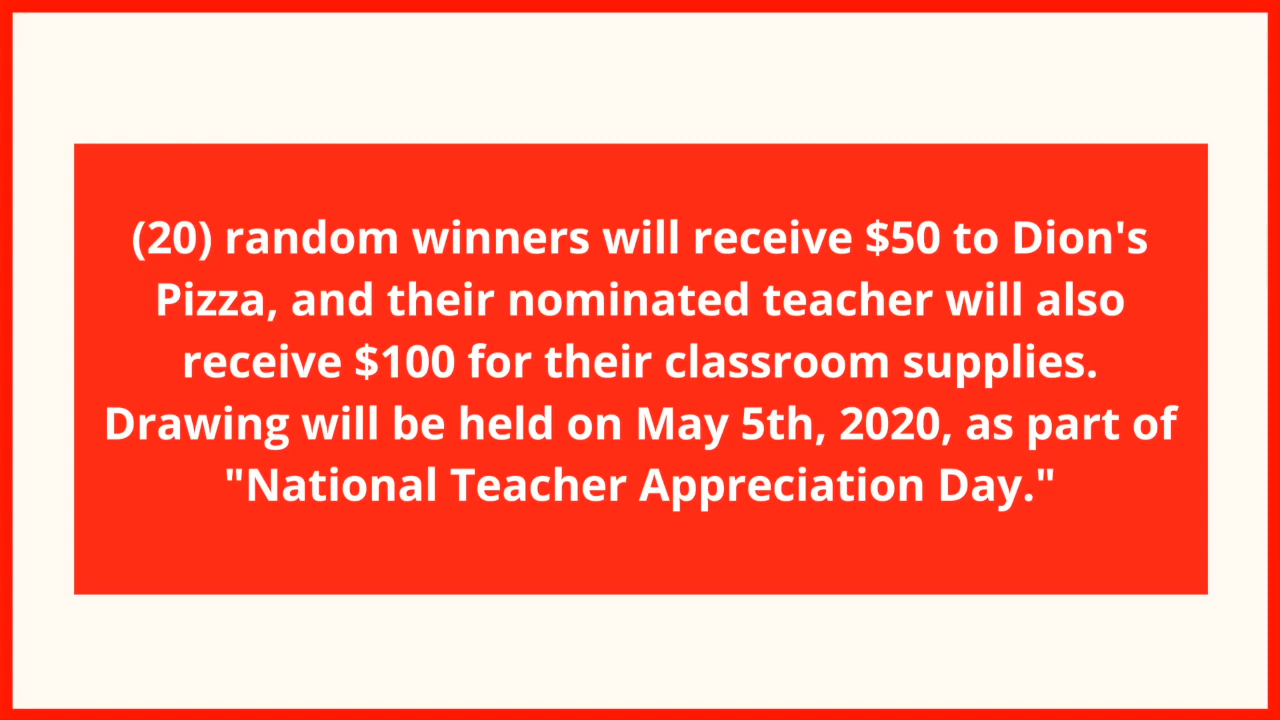 (20) random winners will receive $50 to Dion's
Pizza, and their nominated teacher will also
receive $100 for their classroom supplies.
Drawing will be held on May 5th, 2020, as part of
"National Teacher Appreciation Day."